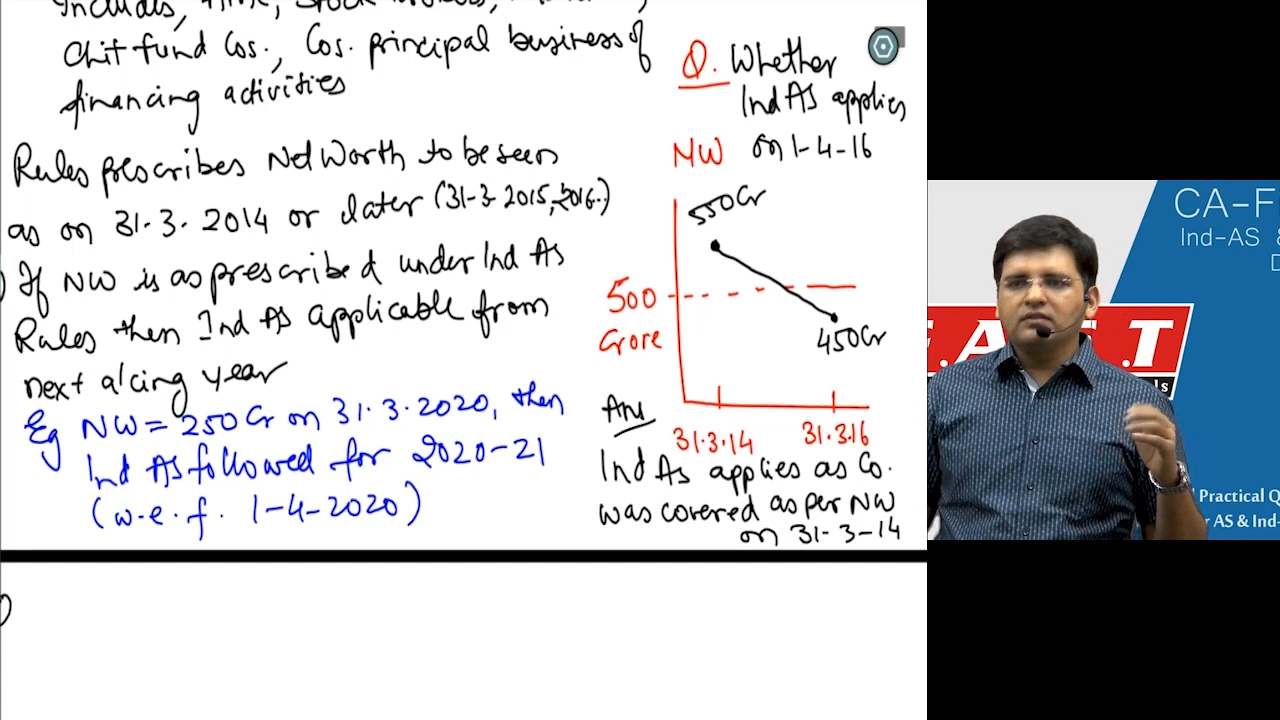 Chit fund Cos., Cos. principal business of
financing activities
Rules prescribes Net Worth to be seen
as on 31.3.2014 or later (31-3-2015, 2016..)
If NW is as prescribed under Ind As
Rules then Ind As applicable from
next a/cing year
Eg NW = 250 Cr on 31.3.2020, then
Ind As followed for 2020-21
(w.e.f. 1-4-2020)
Q. Whether
Ind AS applies
on 1-4-16
NW
550 Cr
500
Crore
450 Cr
31.3.14 31.3.16
Ans
Ind As applies as Co.
was covered as per NW
on 31-3-14
CA-F
Ind-AS &
D
F.A.S.T
Practical Q
r AS & Ind-